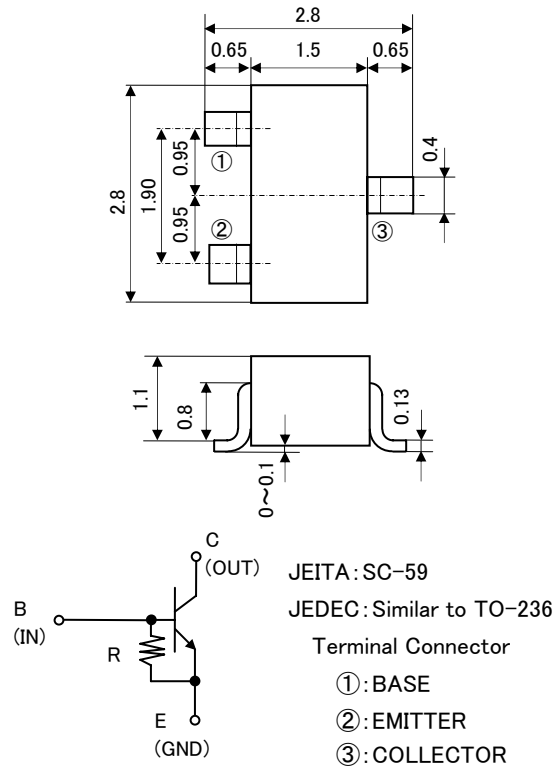 2.8
0.65 1.5 0.65
①
0.95
0.4
2.8
1.90
0.95
②
③
1.1
0.8
0.13
0~0.1
C
(OUT)
B
(IN)
R
E
(GND)
JEITA:SC-59
JEDEC:Similar to TO-236
Terminal Connector
①:BASE
②:EMITTER
③:COLLECTOR